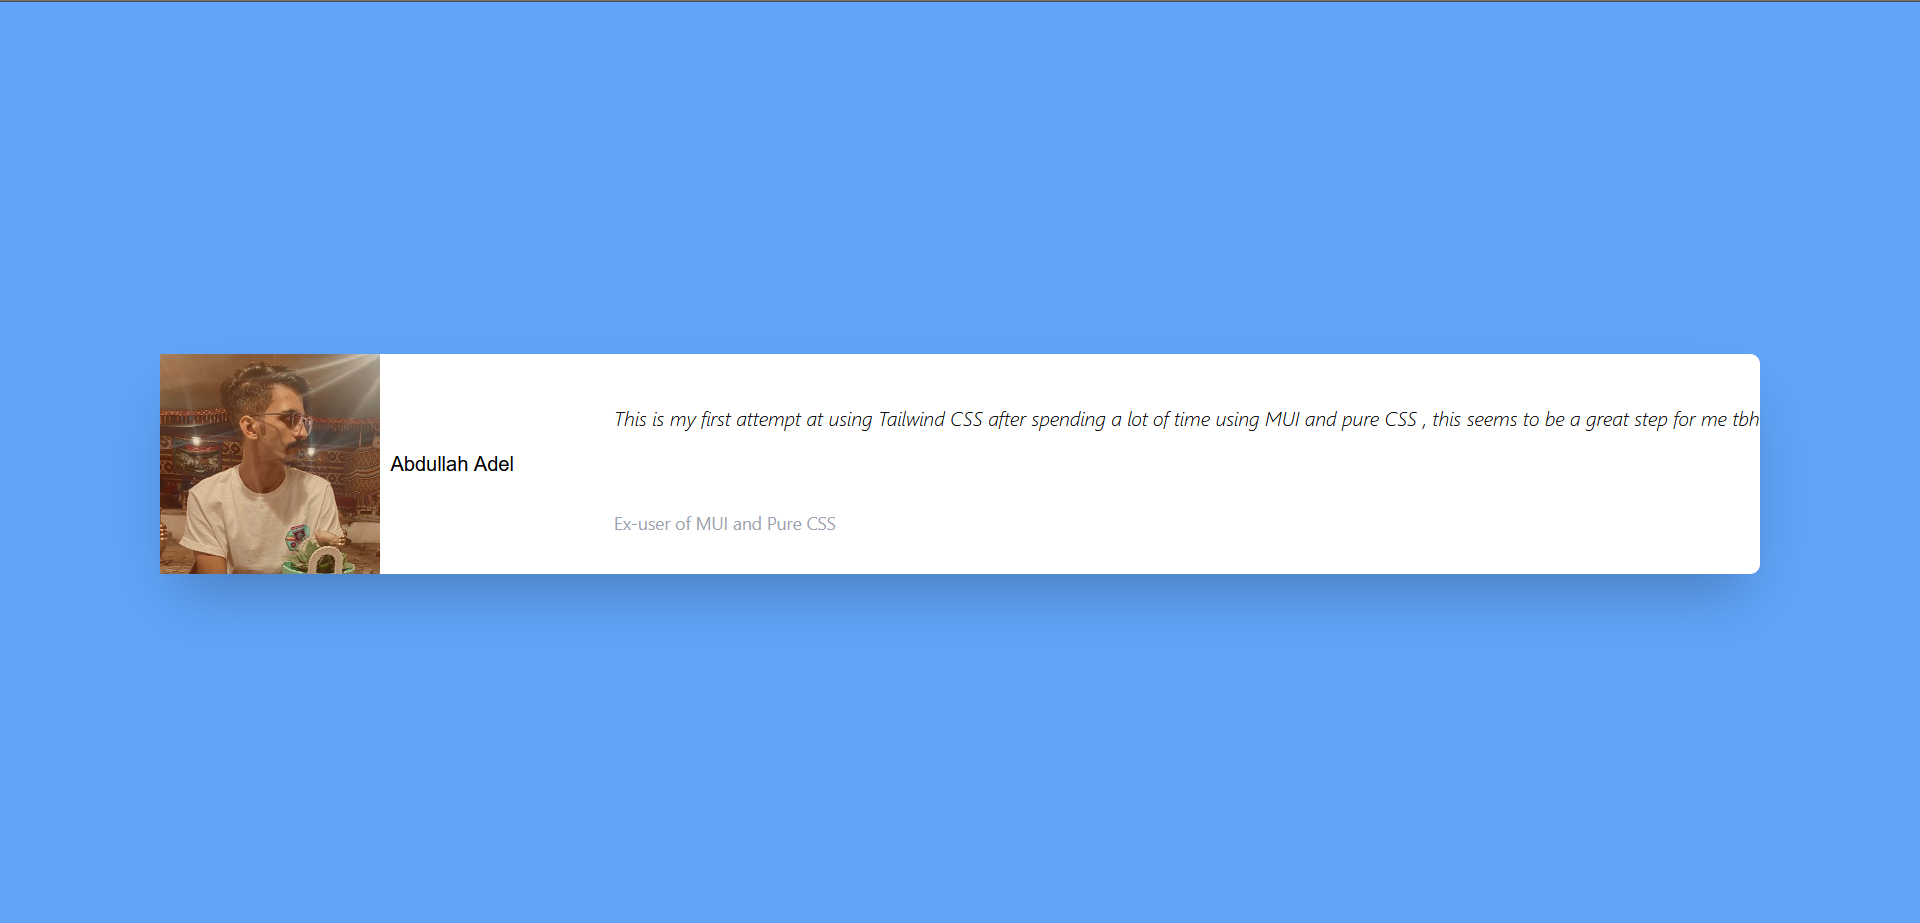 This is my first attempt at using Tailwind CSS after spending a lot of time using MUI and pure CSS , this seems to be a great step for me tbh
Abdullah Adel
Ex-user of MUI and Pure CSS